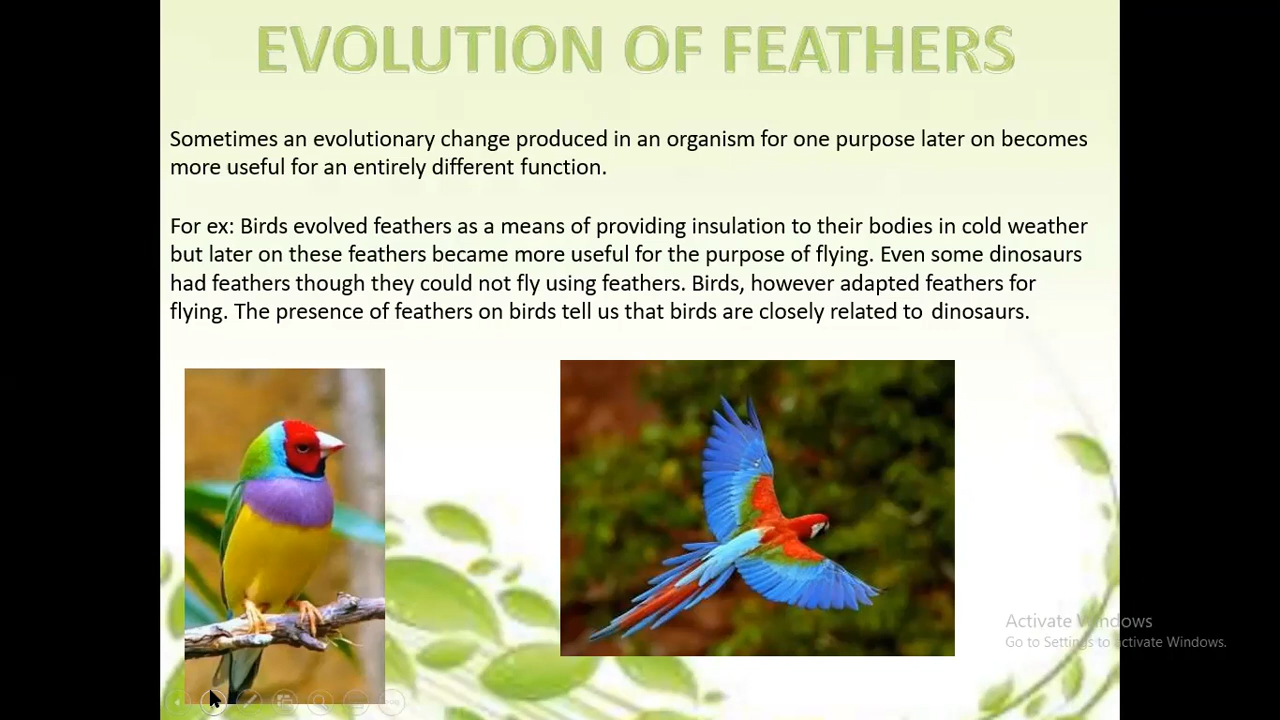 EVOLUTION OF FEATHERS
Sometimes an evolutionary change produced in an organism for one purpose later on becomes
more useful for an entirely different function.
For ex: Birds evolved feathers as a means of providing insulation to their bodies in cold weather
but later on these feathers became more useful for the purpose of flying. Even some dinosaurs
had feathers though they could not fly using feathers. Birds, however adapted feathers for
flying. The presence of feathers on birds tell us that birds are closely related to dinosaurs.
Activate Windows
Go to Settings to activate Windows.